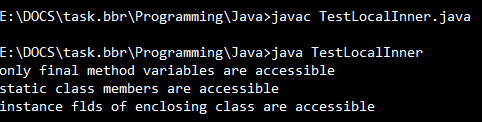 E:\DOCS\task.bbr\Programming\Java>javac TestLocalInner.java
E:\DOCS\task.bbr\Programming\Java>java TestLocalInner
only final method variables are accessible
static class members are accessible
instance flds of enclosing class are accessible